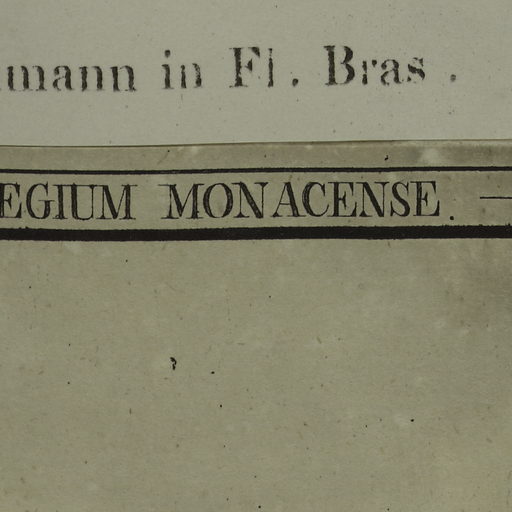 mann in Fl. Bras.
EGIUM MONACENSE. —